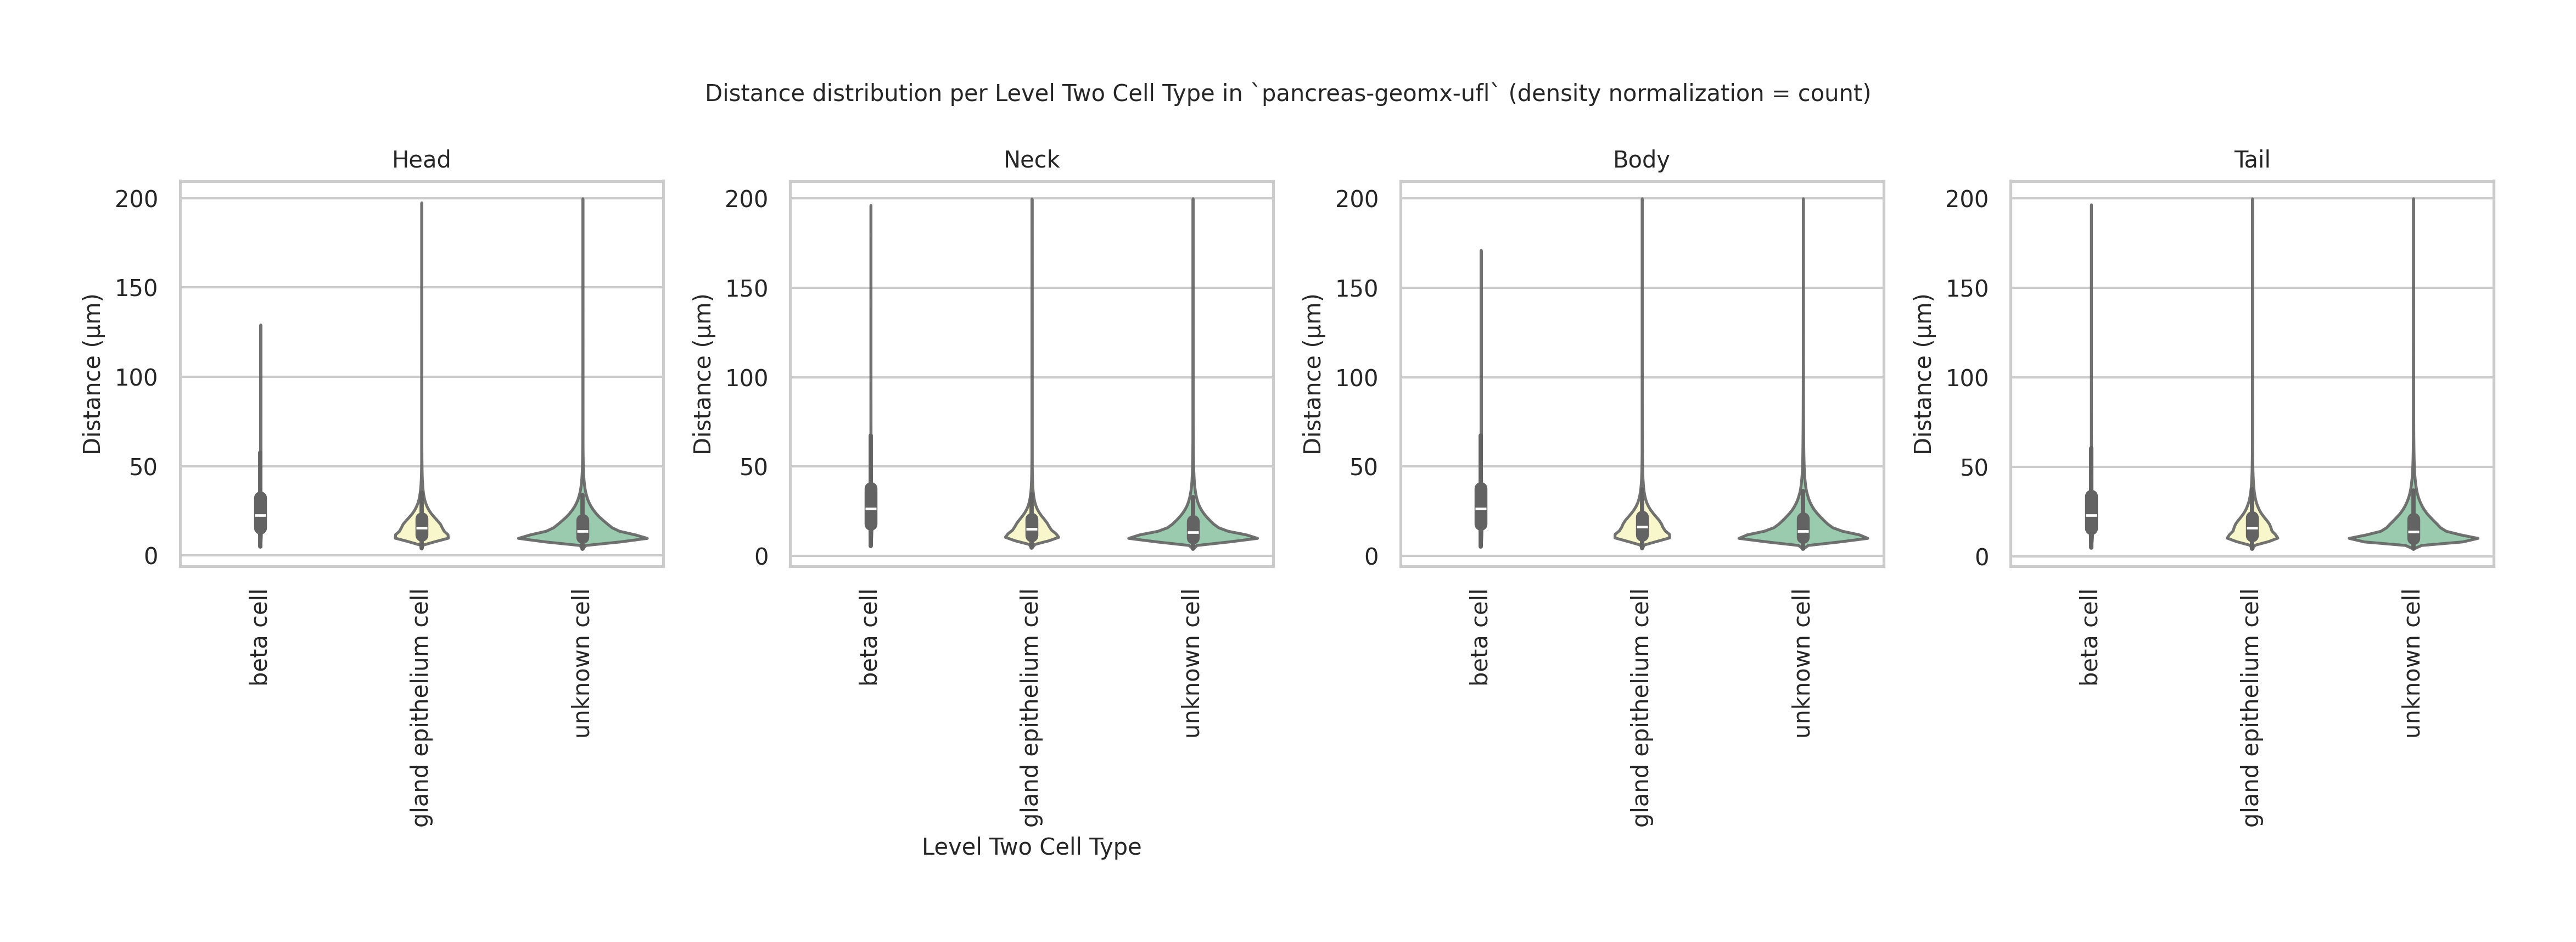 Distance distribution per Level Two Cell Type in `pancreas-geomx-ufl` (density normalization = count)
Head
Distance (μm)
200
150
100
50
0
beta cell
gland epithelium cell
unknown cell
Neck
Distance (μm)
200
150
100
50
0
beta cell
gland epithelium cell
unknown cell
Body
Distance (μm)
200
150
100
50
0
beta cell
gland epithelium cell
unknown cell
Tail
Distance (μm)
200
150
100
50
0
beta cell
gland epithelium cell
unknown cell
Level Two Cell Type